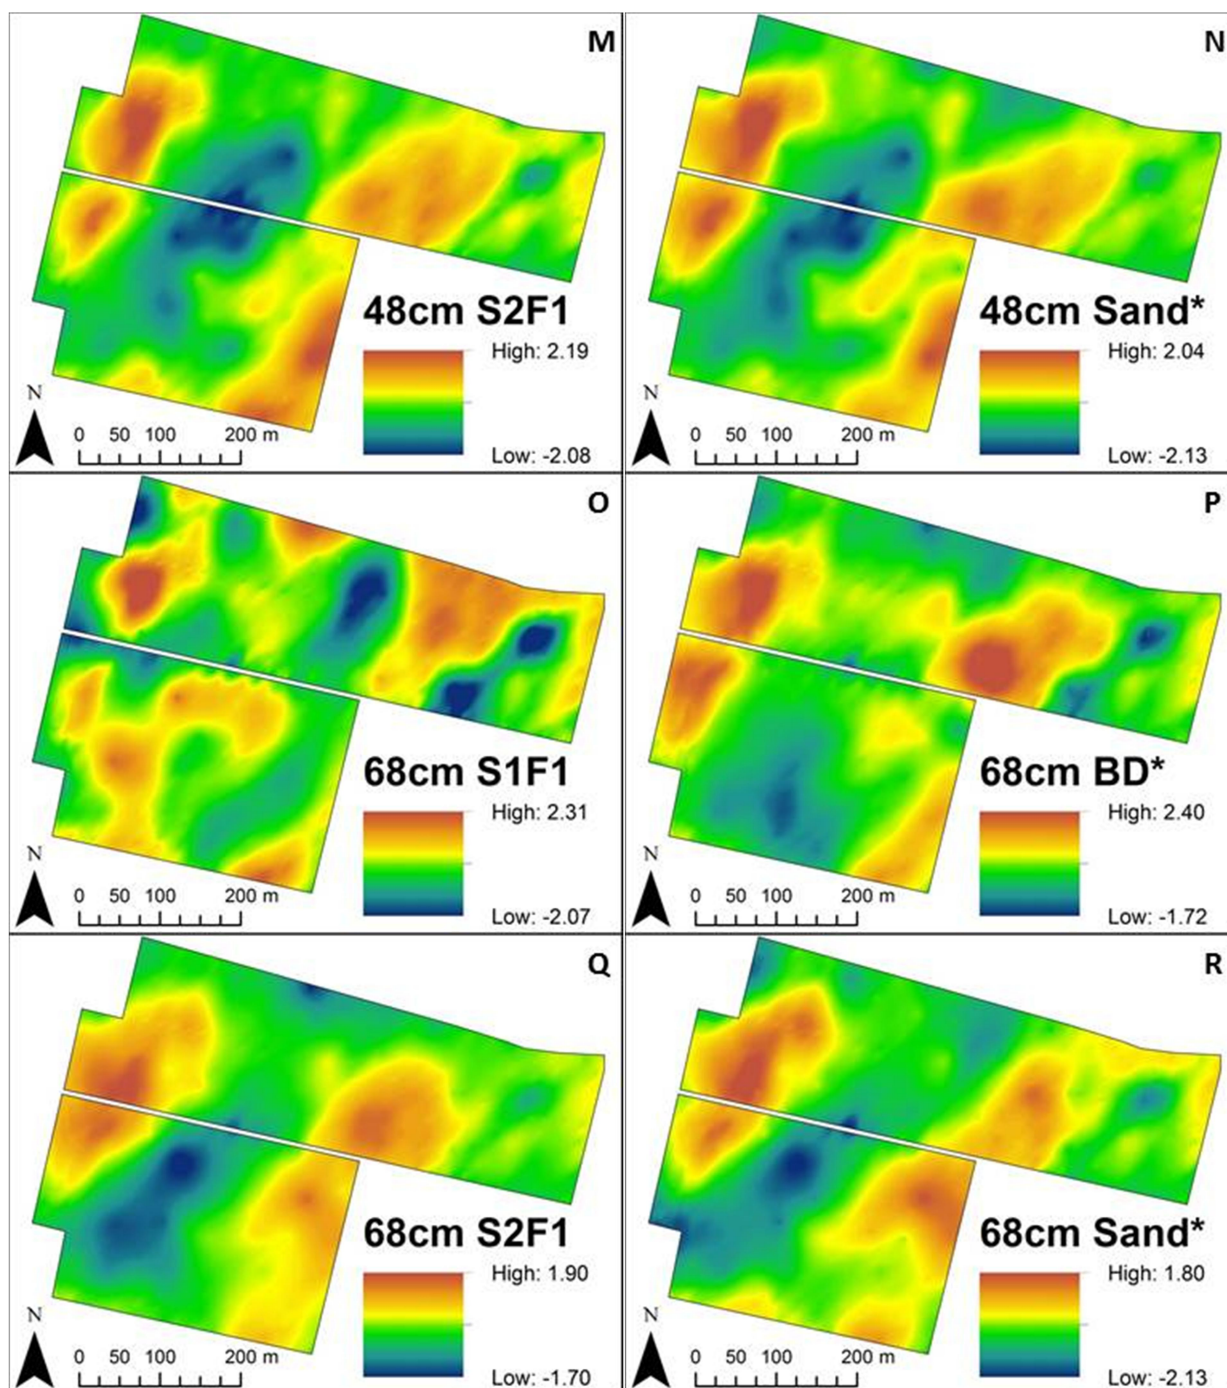 M
48cm S2F1
High: 2.19
Low: -2.08
N
0 50 100 200 m
N
48cm Sand*
High: 2.04
Low: -2.13
N
0 50 100 200 m
O
68cm S1F1
High: 2.31
Low: -2.07
N
0 50 100 200 m
P
68cm BD*
High: 2.40
Low: -1.72
N
0 50 100 200 m
Q
68cm S2F1
High: 1.90
Low: -1.70
N
0 50 100 200 m
R
68cm Sand*
High: 1.80
Low: -2.13
N
0 50 100 200 m